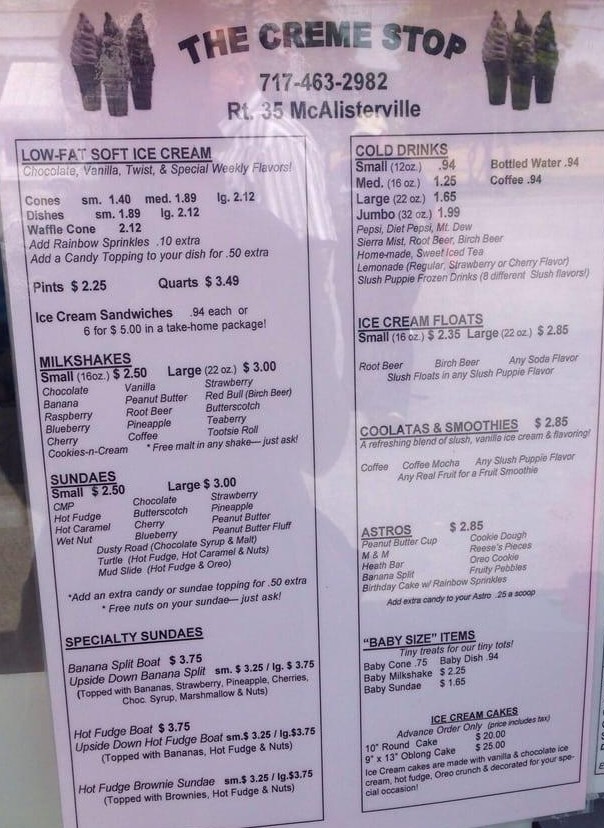 THE CREME STOP
717-463-2982
Rt. 35 McAlisterville
LOW-FAT SOFT ICE CREAM
Chocolate, Vanilla, Twist, & Special Weekly Flavors!
Cones sm. 1.40 med. 1.89 lg. 2.12
Dishes sm. 1.89 lg. 2.12
Waffle Cone 2.12
Add Rainbow Sprinkles .10 extra
Add a Candy Topping to your dish for .50 extra
Pints $ 2.25 Quarts $ 3.49
Ice Cream Sandwiches .94 each or
6 for $ 5.00 in a take-home package!
MILKSHAKES
Small (16oz.) $ 2.50 Large (22 oz.) $ 3.00
Chocolate Vanilla Strawberry
Banana Peanut Butter Red Bull (Birch Beer)
Raspberry Root Beer Butterscotch
Blueberry Pineapple Teaberry
Cherry Coffee Tootsie Roll
Cookies-n-Cream * Free malt in any shake— just ask!
SUNDAES
Small $ 2.50 Large $ 3.00
CMP Chocolate Strawberry
Hot Fudge Butterscotch Pineapple
Hot Caramel Cherry Peanut Butter
Wet Nut Blueberry Peanut Butter Fluff
Dusty Road (Chocolate Syrup & Malt)
Turtle (Hot Fudge, Hot Caramel & Nuts)
Mud Slide (Hot Fudge & Oreo)
*Add an extra candy or sundae topping for .50 extra
* Free nuts on your sundae— just ask!
SPECIALTY SUNDAES
Banana Split Boat $ 3.75
Upside Down Banana Split sm. $ 3.25 / lg. $ 3.75
(Topped with Bananas, Strawberry, Pineapple, Cherries,
Choc. Syrup, Marshmallow & Nuts)
Hot Fudge Boat $ 3.75
Upside Down Hot Fudge Boat sm.$ 3.25 / lg.$3.75
(Topped with Bananas, Hot Fudge & Nuts)
Hot Fudge Brownie Sundae sm.$ 3.25 / lg.$3.75
(Topped with Brownies, Hot Fudge & Nuts)
COLD DRINKS
Small (12oz.) .94 Bottled Water .94
Med. (16 oz.) 1.25 Coffee .94
Large (22 oz.) 1.65
Jumbo (32 oz.) 1.99
Pepsi, Diet Pepsi, Mt. Dew
Sierra Mist, Root Beer, Birch Beer
Home-made, Sweet Iced Tea
Lemonade (Regular, Strawberry or Cherry Flavor)
Slush Puppie Frozen Drinks (8 different Slush flavors!)
ICE CREAM FLOATS
Small (16 oz.) $ 2.35 Large (22 oz.) $ 2.85
Root Beer Birch Beer Any Soda Flavor
Slush Floats in any Slush Puppie Flavor
COOLATAS & SMOOTHIES $ 2.85
A refreshing blend of slush, vanilla ice cream & flavoring!
Coffee Coffee Mocha Any Slush Puppie Flavor
Any Real Fruit for a Fruit Smoothie
ASTROS $ 2.85
Peanut Butter Cup Cookie Dough
M & M Reese's Pieces
Heath Bar Oreo Cookie
Banana Split Fruity Pebbles
Birthday Cake w/ Rainbow Sprinkles
Add extra candy to your Astro .25 a scoop
"BABY SIZE" ITEMS
Tiny treats for our tiny tots!
Baby Cone .75 Baby Dish .94
Baby Milkshake $ 2.25
Baby Sundae $ 1.65
ICE CREAM CAKES
Advance Order Only (price includes tax)
10" Round Cake $ 20.00
9" x 13" Oblong Cake $ 25.00
Ice Cream cakes are made with vanilla & chocolate ice
cream, hot fudge, Oreo crunch & decorated for your spe-
cial occasion!